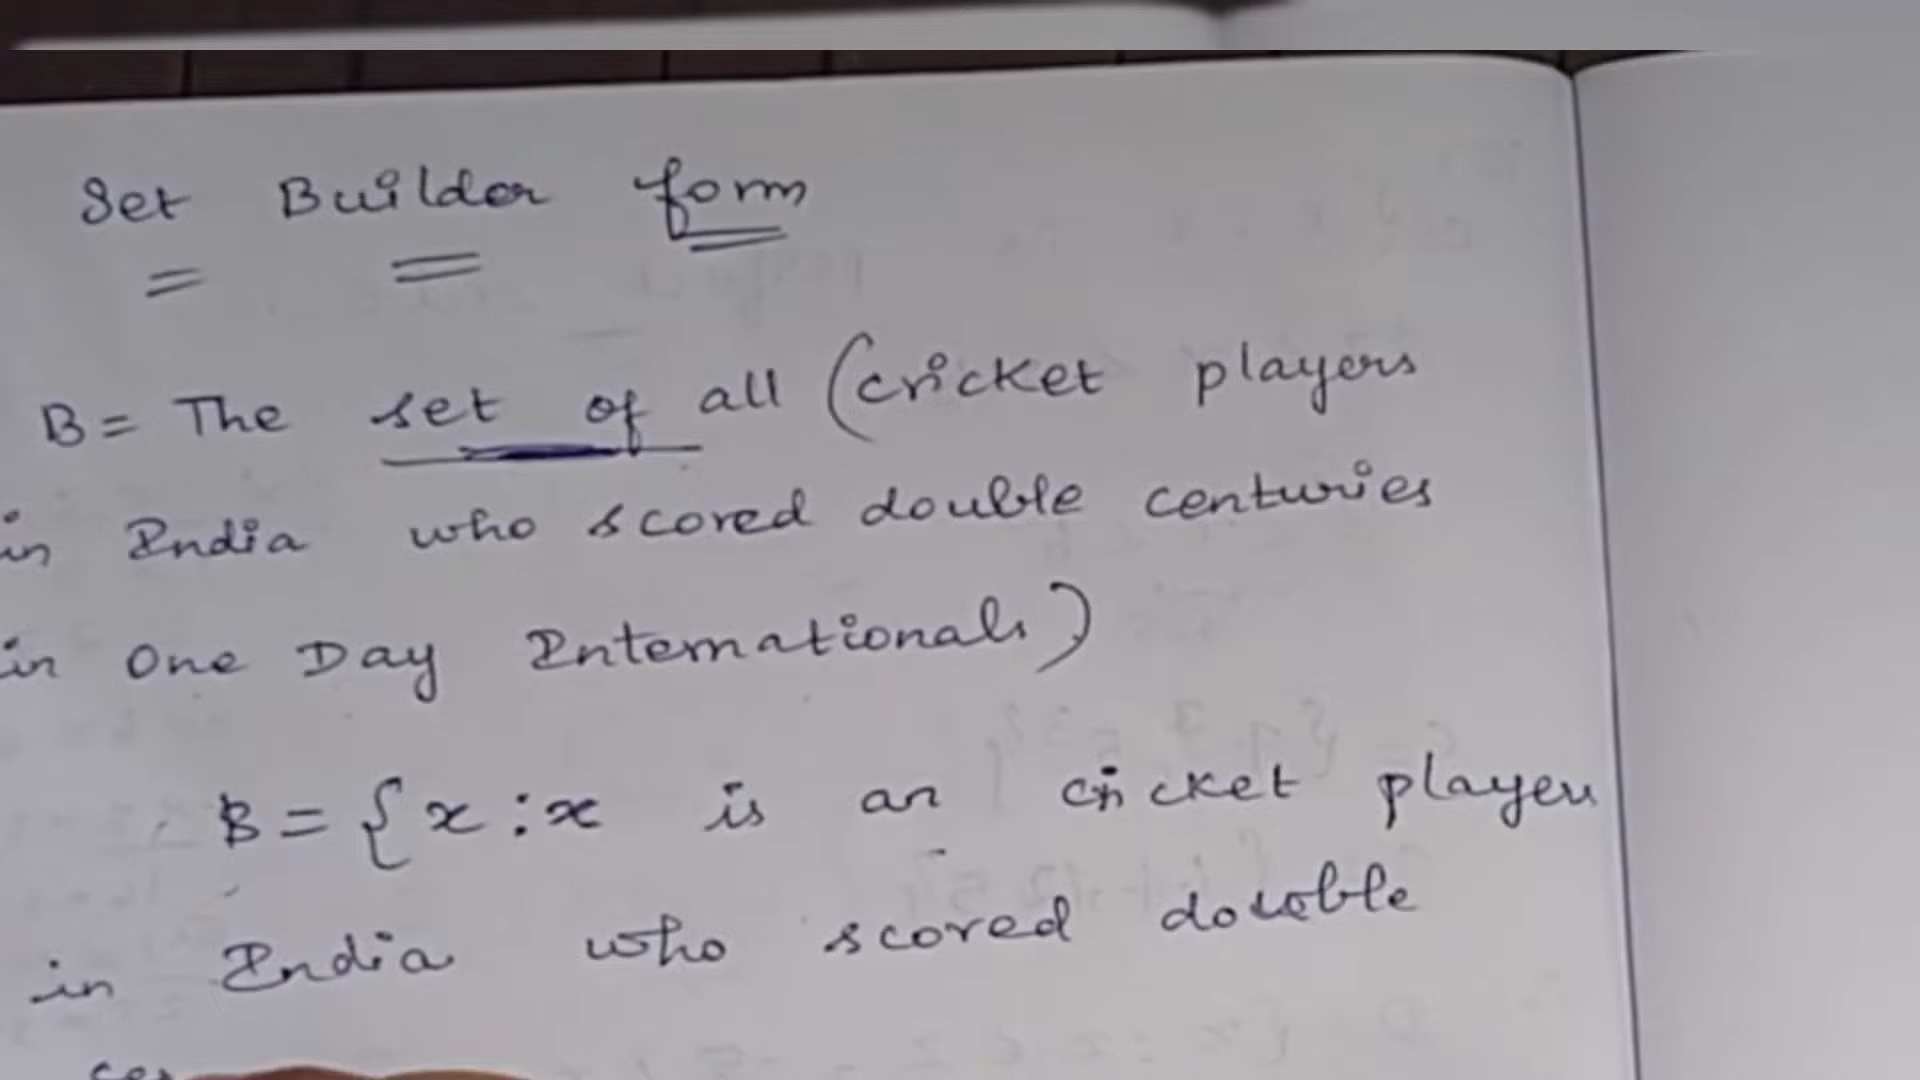 Set Builder form
B = The set of all (cricket players
in India who scored double centuries
in One Day Internationals)
B = {x : x is an cricket player
in India who scored double